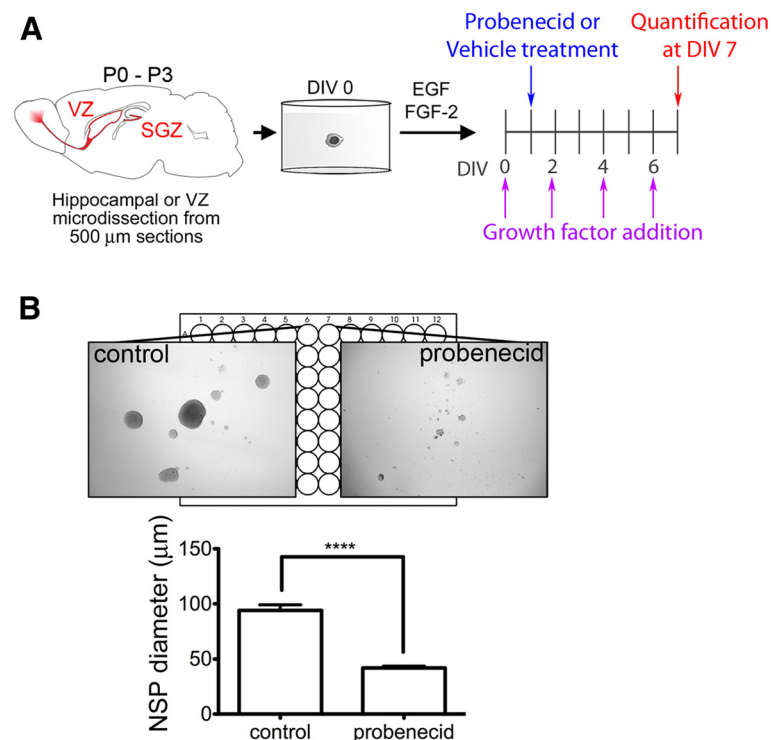 A
P0 - P3
VZ
SGZ
Hippocampal or VZ
microdissection from
500 μm sections
DIV 0
EGF
FGF-2
Probenecid or
Vehicle treatment
Quantification
at DIV 7
DIV 0 2 4 6
Growth factor addition
B
1 2 3 4 5 6 7 8 9 10 11 12
A
control
probenecid
NSP diameter (μm)
150
100
50
0
****
control probenecid